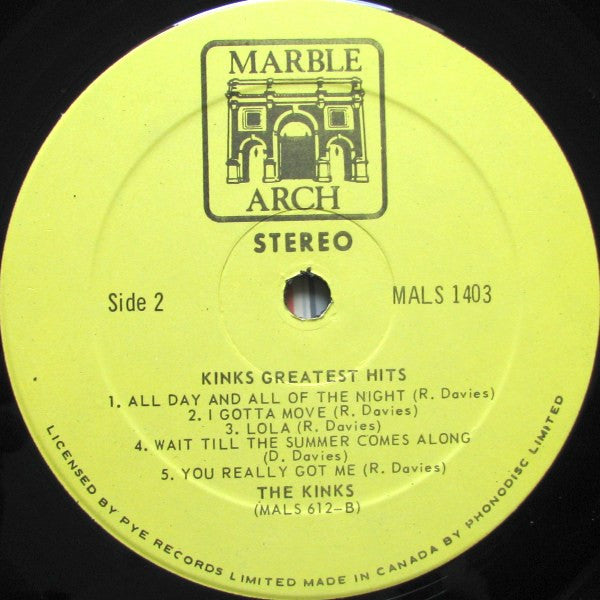 MARBLE
ARCH
STEREO
Side 2
MALS 1403
KINKS GREATEST HITS
1. ALL DAY AND ALL OF THE NIGHT (R. Davies)
2. I GOTTA MOVE (R. Davies)
3. LOLA (R. Davies)
4. WAIT TILL THE SUMMER COMES ALONG
(D. Davies)
5. YOU REALLY GOT ME (R. Davies)
THE KINKS
(MALS 612-B)
LICENSED BY PYE RECORDS LIMITED MADE IN CANADA BY PHONODISC LIMITED